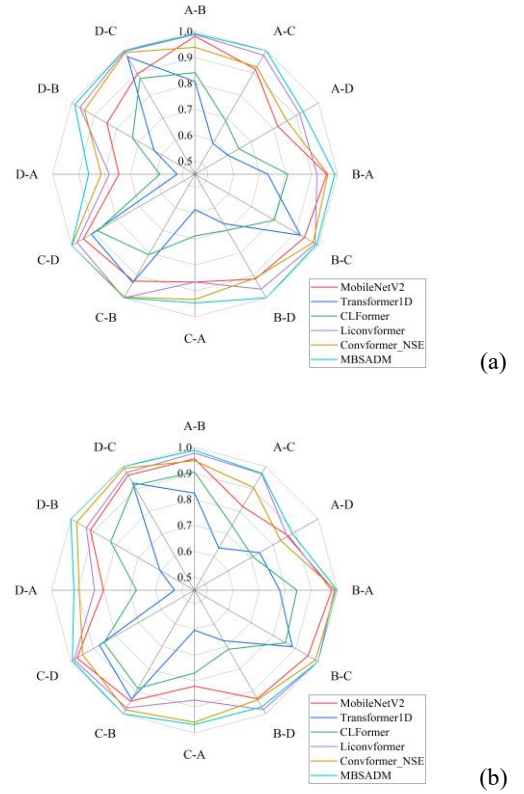 A-B
D-C
1.0
A-C
0.9
D-B
0.8
A-D
0.7
0.6
0.5
D-A
B-A
C-D
B-C
C-B
B-D
C-A
MobileNetV2
Transformer1D
CLFormer
Liconvformer
Convformer_NSE
MBSADM
(a)
A-B
D-C
1.0
A-C
0.9
D-B
0.8
A-D
0.7
0.6
0.5
D-A
B-A
C-D
B-C
C-B
B-D
C-A
MobileNetV2
Transformer1D
CLFormer
Liconvformer
Convformer_NSE
MBSADM
(b)